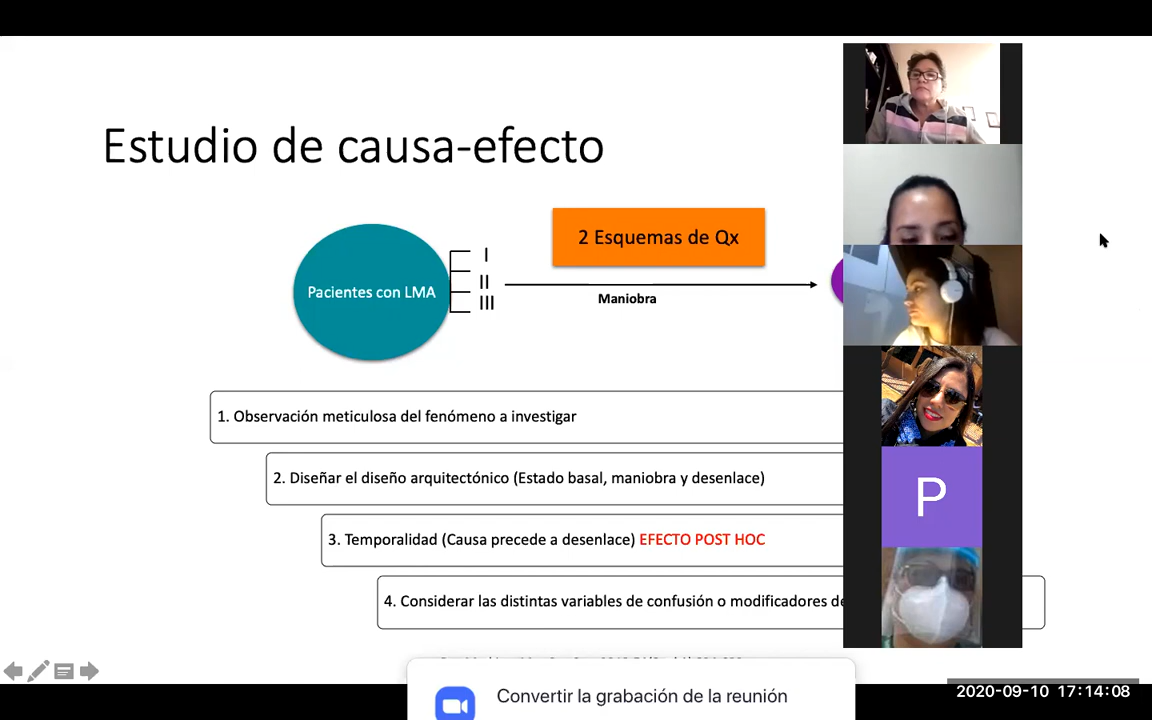 Estudio de causa-efecto
2 Esquemas de Qx
Pacientes con LMA
I
II
III
Maniobra
1. Observación meticulosa del fenómeno a investigar
2. Diseñar el diseño arquitectónico (Estado basal, maniobra y desenlace)
3. Temporalidad (Causa precede a desenlace) EFECTO POST HOC
4. Considerar las distintas variables de confusión o modificadores de
P
Convertir la grabación de la reunión
2020-09-10 17:14:08